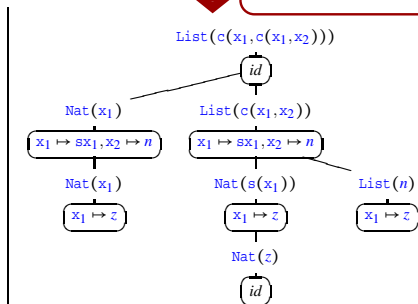 List(c(x₁,c(x₁,x₂)))
id
Nat(x₁) List(c(x₁,x₂))
x₁ ↦ sx₁,x₂ ↦ n x₁ ↦ sx₁,x₂ ↦ n
Nat(x₁) Nat(s(x₁)) List(n)
x₁ ↦ z x₁ ↦ z x₁ ↦ z
Nat(z)
id